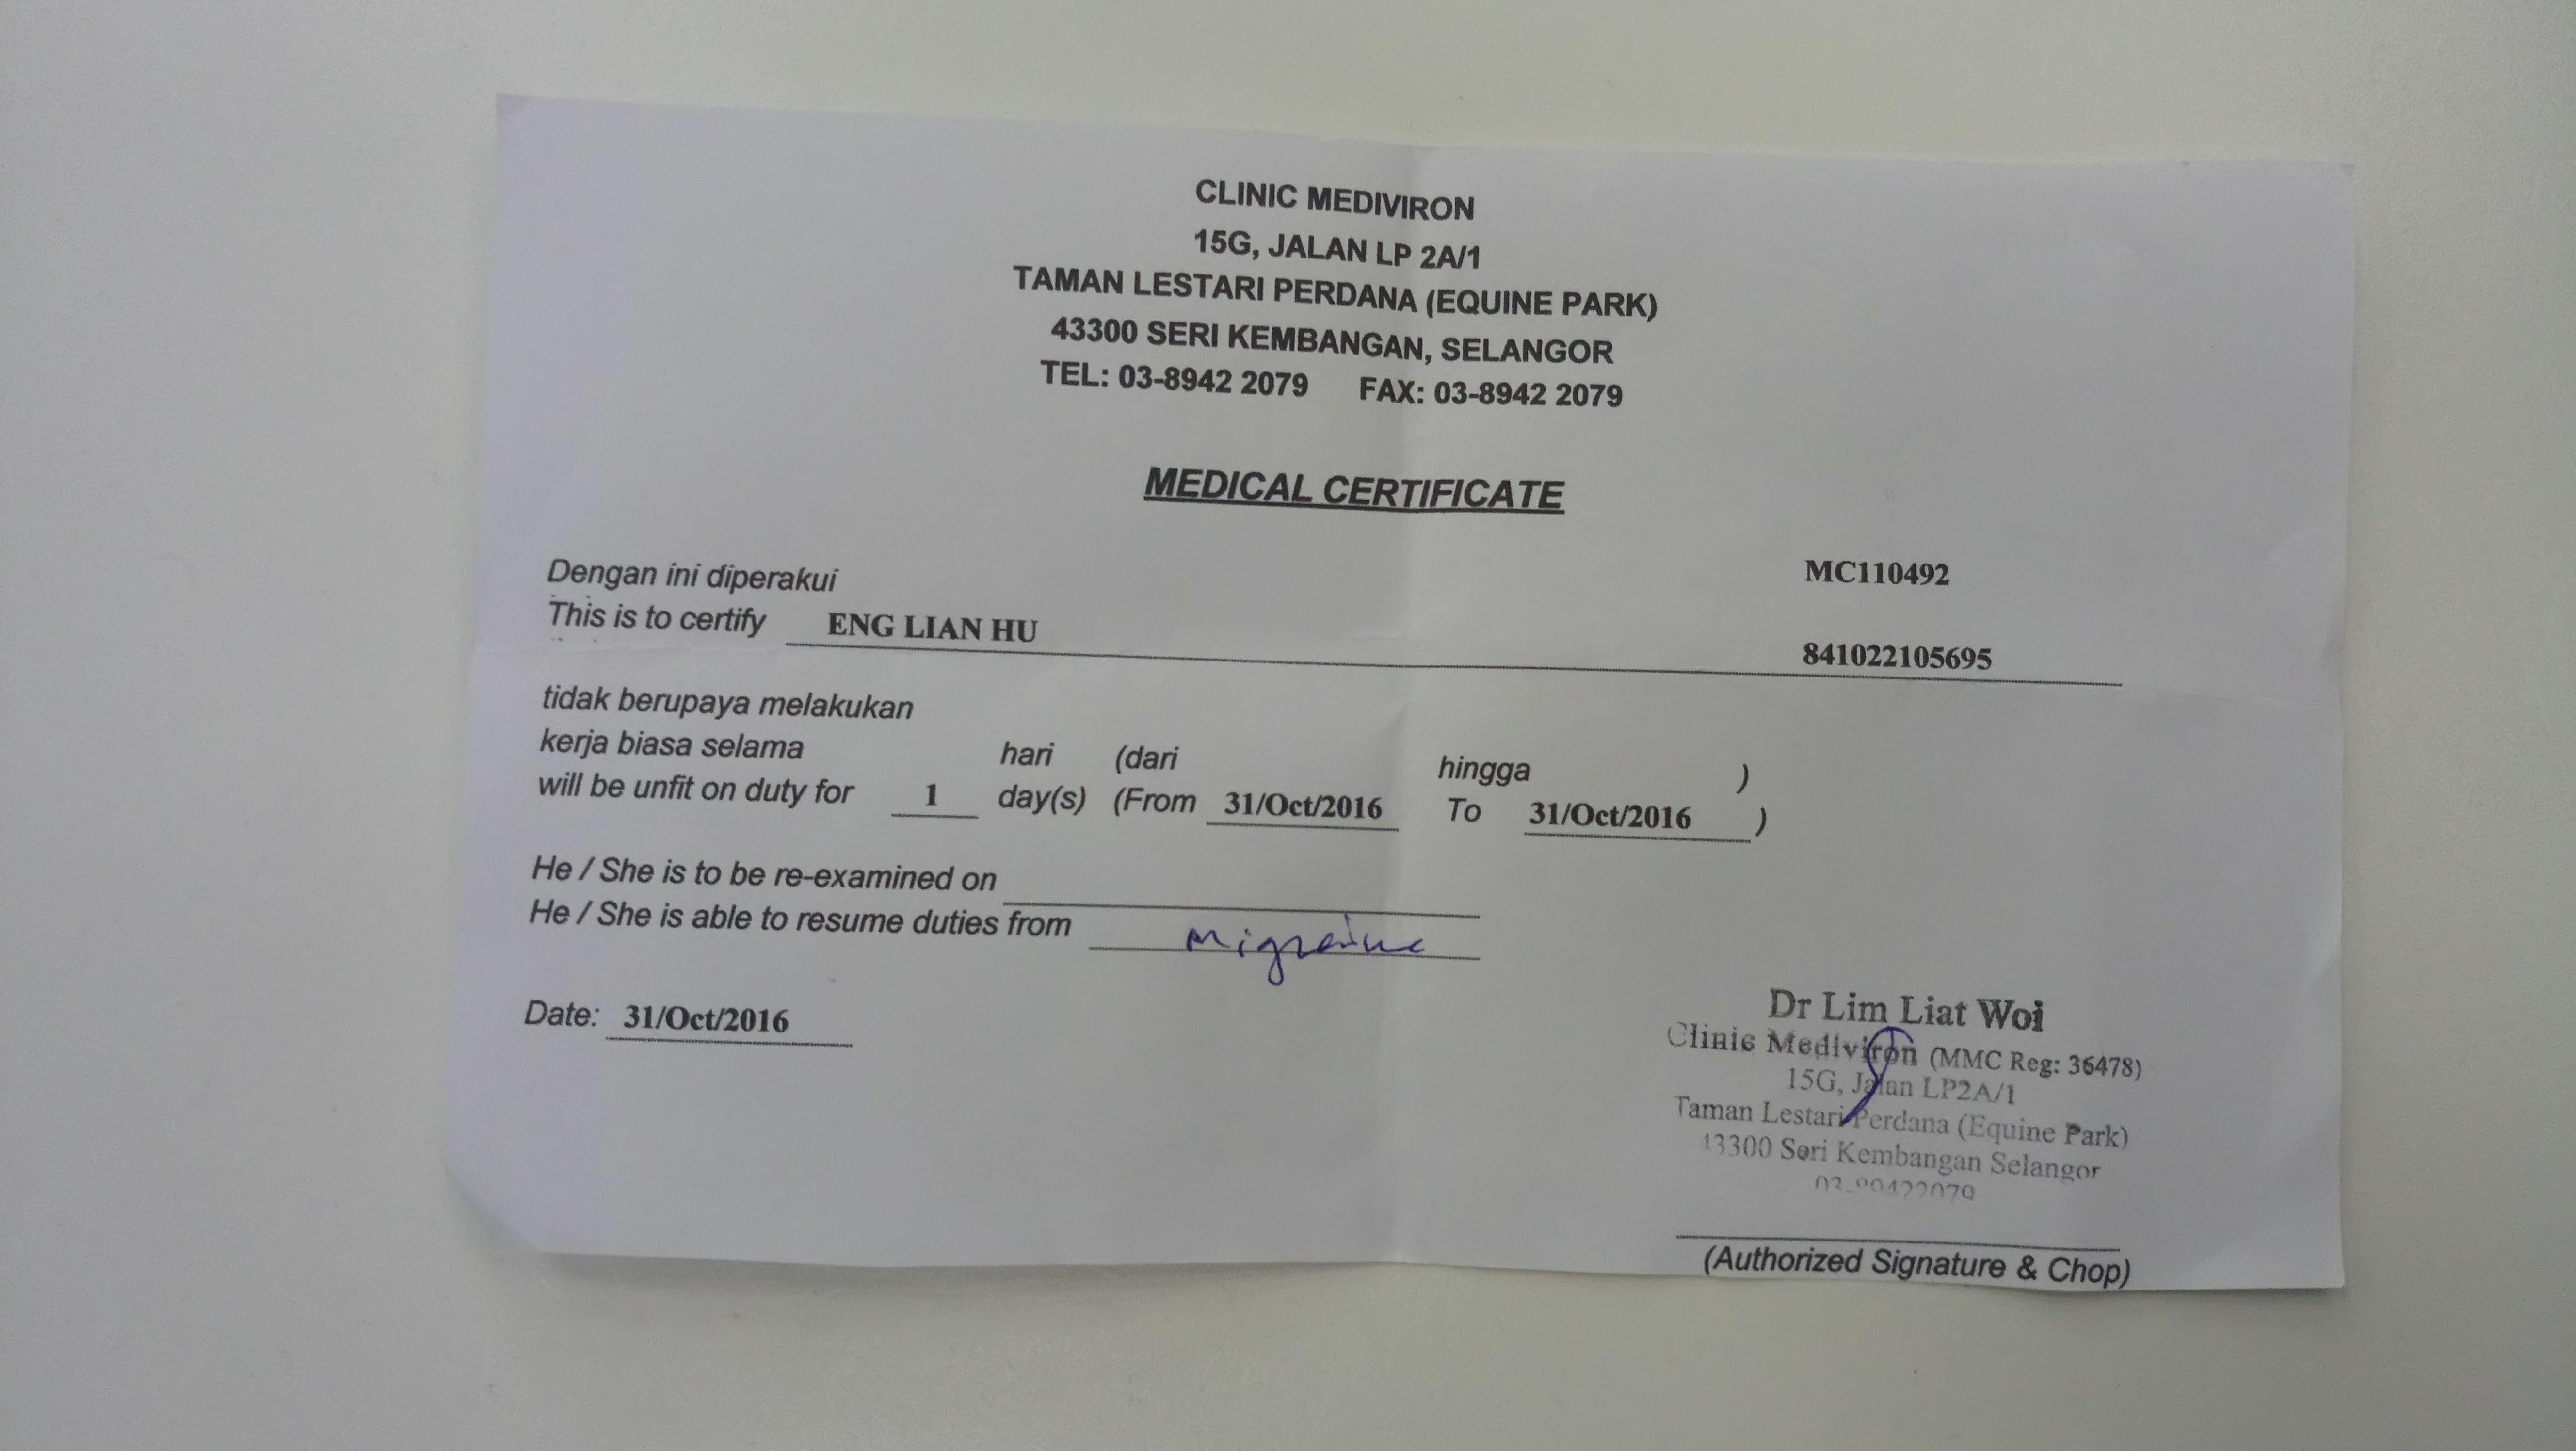 CLINIC MEDIVIRON
15G, JALAN LP 2A/1
TAMAN LESTARI PERDANA (EQUINE PARK)
43300 SERI KEMBANGAN, SELANGOR
TEL: 03-8942 2079 FAX: 03-8942 2079
MEDICAL CERTIFICATE
Dengan ini diperakui MC110492
This is to certify ENG LIAN HU 841022105695
tidak berupaya melakukan
kerja biasa selama hari (dari hingga )
will be unfit on duty for 1 day(s) (From 31/Oct/2016 To 31/Oct/2016 )
He / She is to be re-examined on
He / She is able to resume duties from Migraine
Date: 31/Oct/2016
Dr Lim Liat Woi
Clinic Mediviron (MMC Reg: 36478)
15G, Jalan LP2A/1
Taman Lestari Perdana (Equine Park)
43300 Seri Kembangan Selangor
03-89422079
(Authorized Signature & Chop)